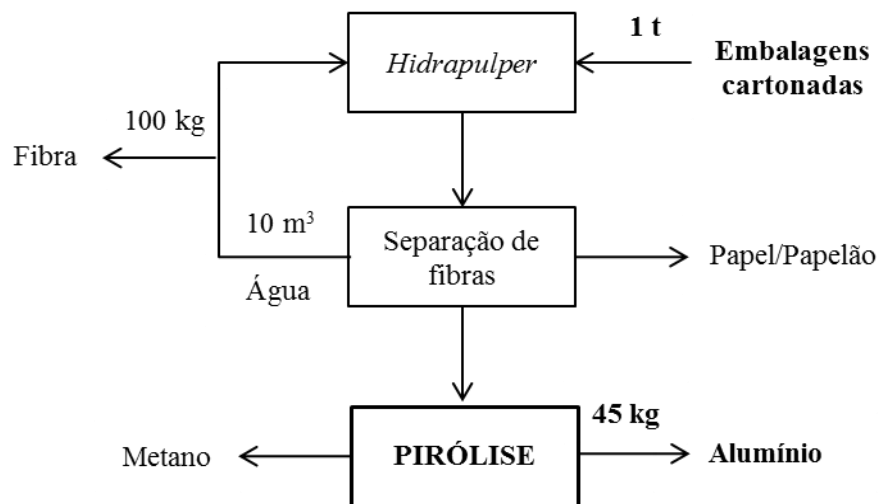 1 t
Hidrapulper
Embalagens
cartonadas
100 kg
Fibra
10 m³
Água
Separação de
fibras
Papel/Papelão
45 kg
Metano
PIRÓLISE
Alumínio